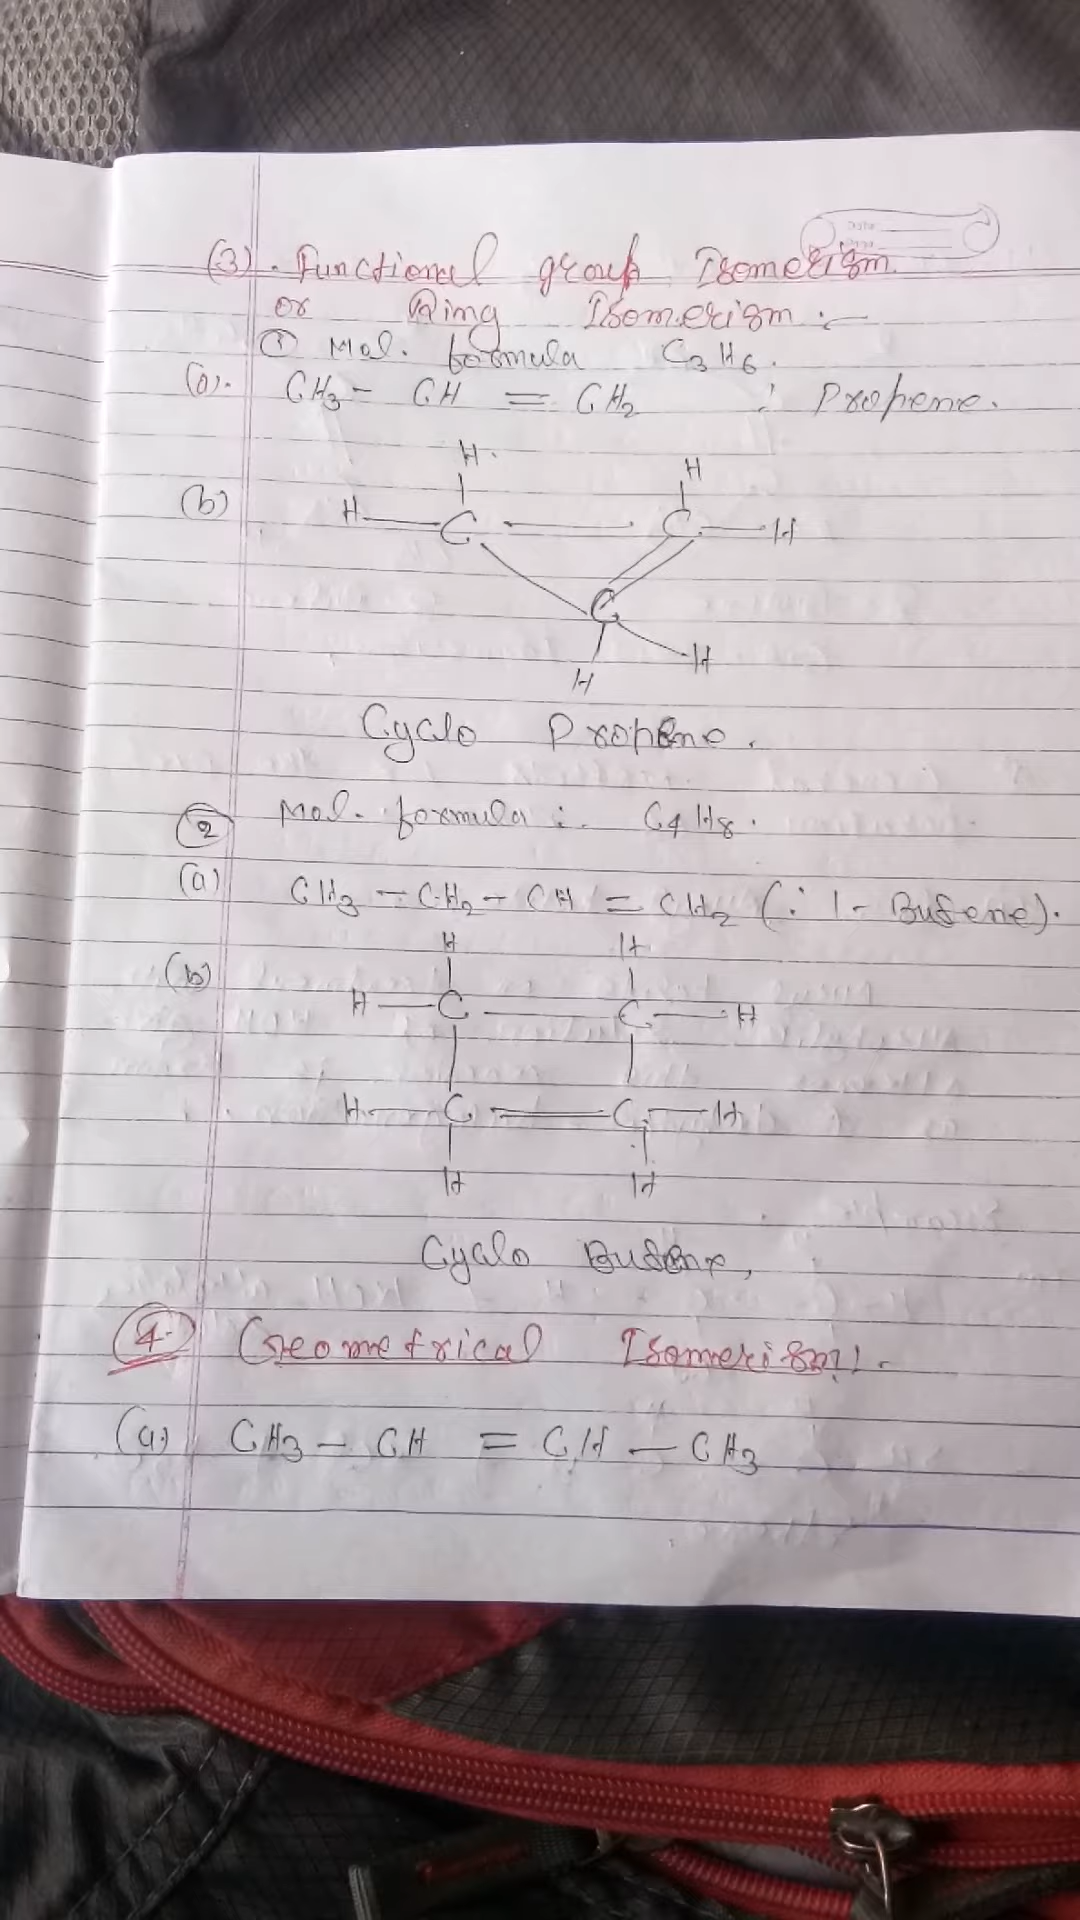 (3). Functional group Isomerism
or Ring Isomerism :-
① Mol. formula C3H6.
(a). CH3 - CH = CH2 : Propene.
(b)
H H
H C C H
C
H H
Cyclo Propene.
② Mol. formula :. C4H8.
(a) CH3 - CH2 - CH = CH2 (: 1- Butene).
(b)
H H
H C C H
H C C H
H H
Cyclo
4. Geometrical Isomerism :-
(a) CH3 - CH = CH - CH3